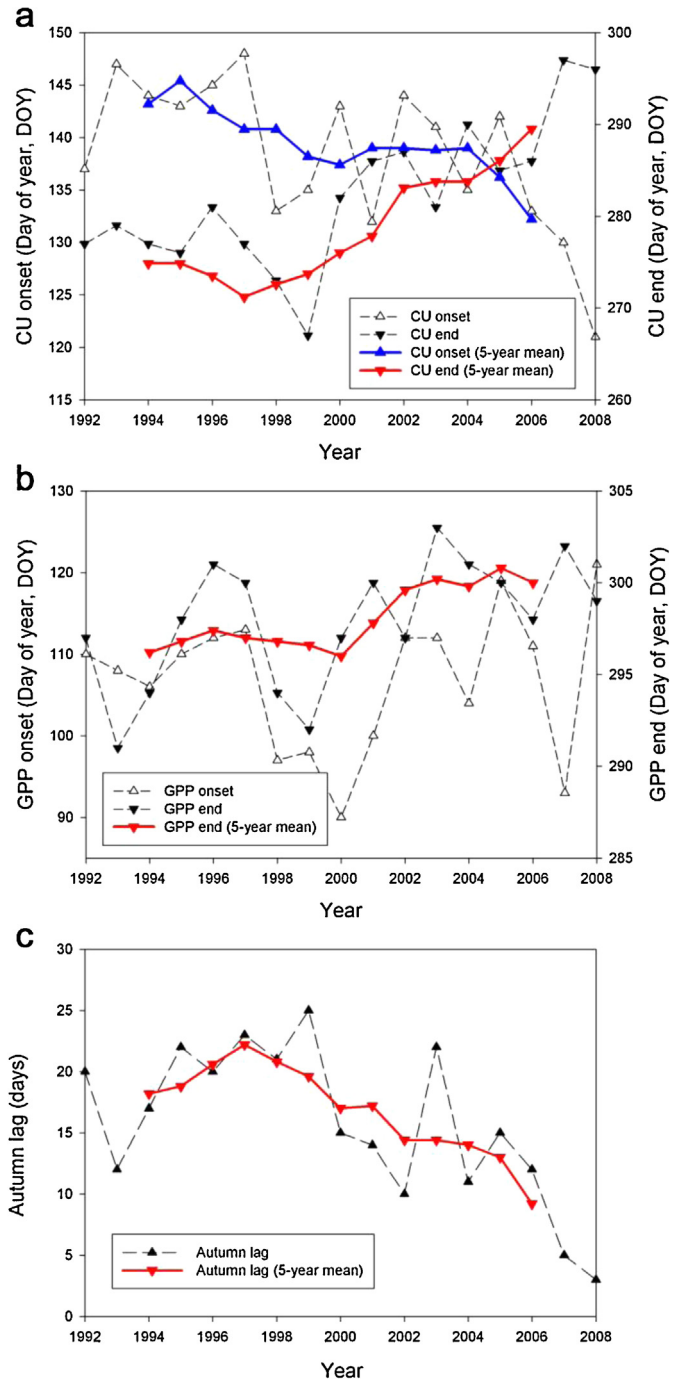 a
150
145
140
135
130
125
120
115
CU onset (Day of year, DOY)
300
290
280
270
260
CU end (Day of year, DOY)
CU onset
CU end
CU onset (5-year mean)
CU end (5-year mean)
1992 1994 1996 1998 2000 2002 2004 2006 2008
Year
b
130
120
110
100
90
GPP onset (Day of year, DOY)
305
300
295
290
285
GPP end (Day of year, DOY)
GPP onset
GPP end
GPP end (5-year mean)
1992 1994 1996 1998 2000 2002 2004 2006 2008
Year
c
30
25
20
15
10
5
0
Autumn lag (days)
Autumn lag
Autumn lag (5-year mean)
1992 1994 1996 1998 2000 2002 2004 2006 2008
Year